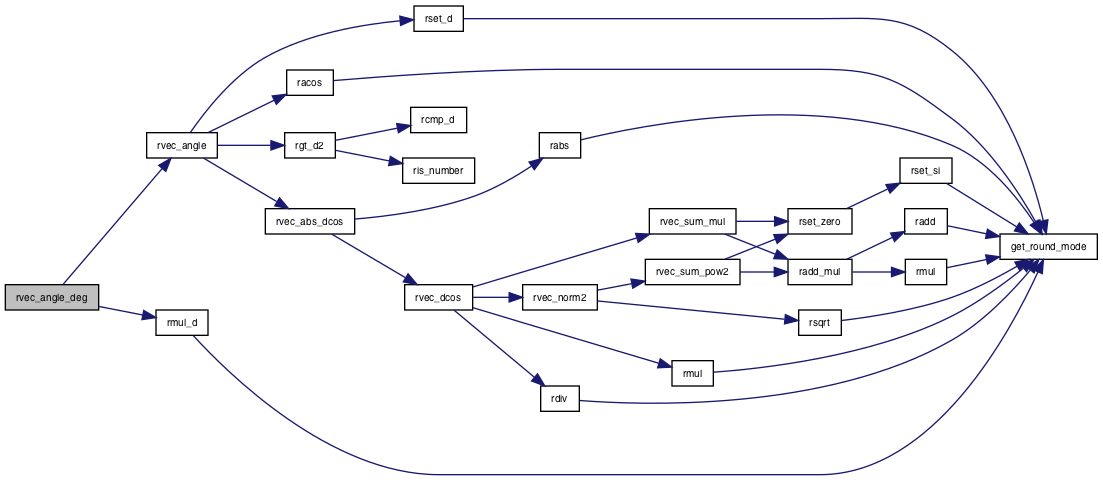 rset_d
racos
rcmp_d
rvec_angle
rgt_d2
rabs
ris_number
rset_si
rvec_abs_dcos
rvec_sum_mul
rset_zero
radd
get_round_mode
rvec_sum_pow2
radd_mul
rmul
rvec_angle_deg
rvec_dcos
rvec_norm2
rmul_d
rsqrt
rmul
rdiv